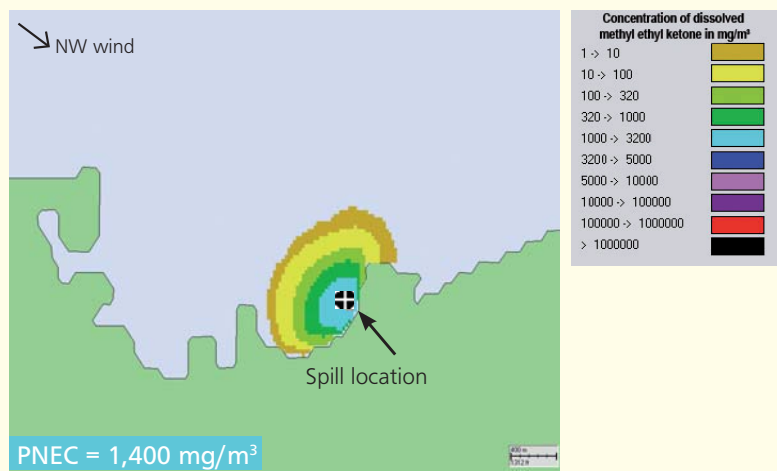 NW wind
Spill location
PNEC = 1,400 mg/m³
400 m
Concentration of dissolved
methyl ethyl ketone in mg/m³
1 -> 10
10 -> 100
100 -> 320
320 -> 1000
1000 -> 3200
3200 -> 5000
5000 -> 10000
10000 -> 100000
100000 -> 1000000
> 1000000